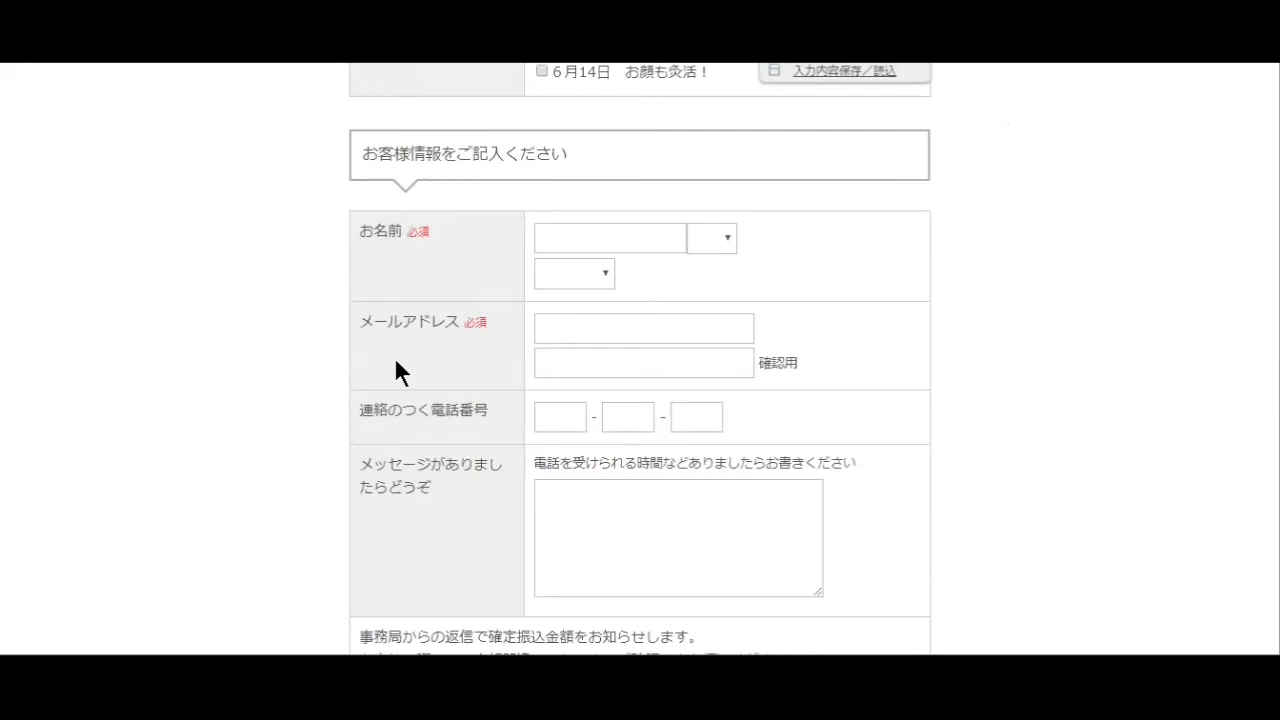 6月14日　お顔も灸活！
入力内容保存／読込
お客様情報をご記入ください
お名前 必須
メールアドレス 必須
確認用
連絡のつく電話番号
- -
メッセージがありまし
たらどうぞ
電話を受けられる時間などありましたらお書きください
事務局からの返信で確定振込金額をお知らせします。